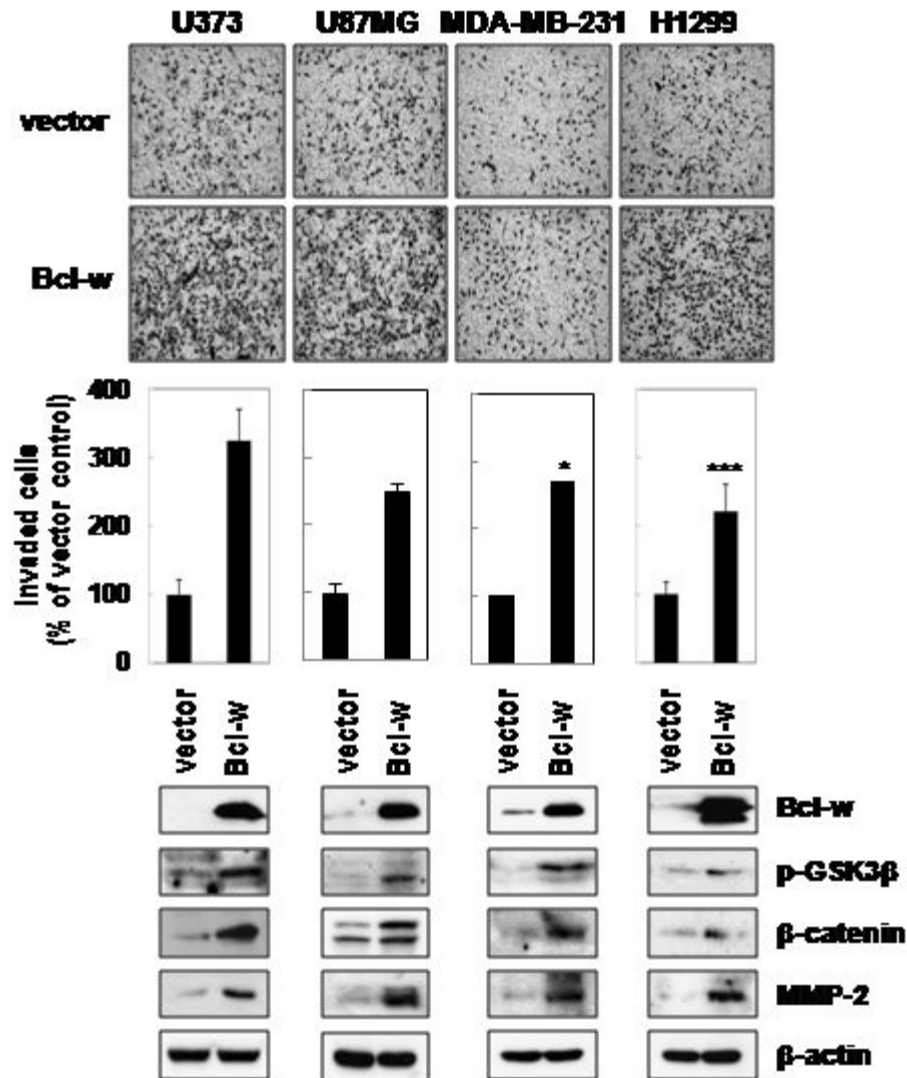 U373 U87MG MDA-MB-231 H1299
vector
Bcl-w
Invaded cells
(% of vector control)
400
300
200
100
0
*
***
vector Bcl-w vector Bcl-w vector Bcl-w vector Bcl-w
Bcl-w
p-GSK3β
β-catenin
MMP-2
β-actin